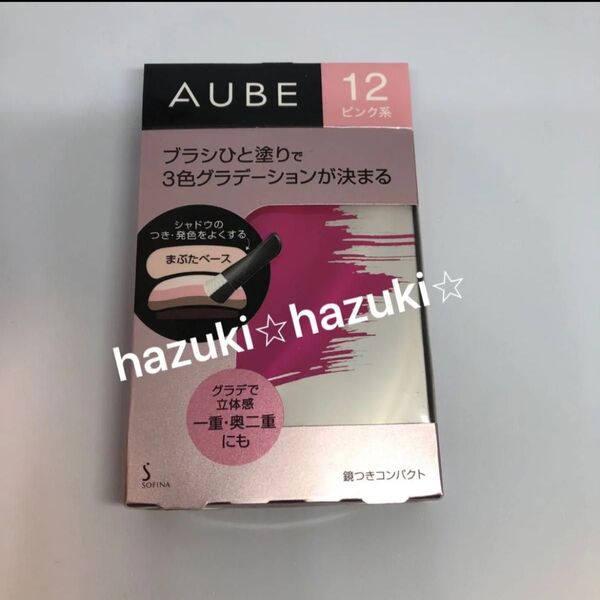 AUBE
12
ピンク系
ブラシひと塗りで
3色グラデーションが決まる
シャドウの
つき・発色をよくする
まぶたベース
hazuki☆hazuki☆
グラデで
立体感
一重・奥二重
にも
S
SOFINA
鏡つきコンパクト